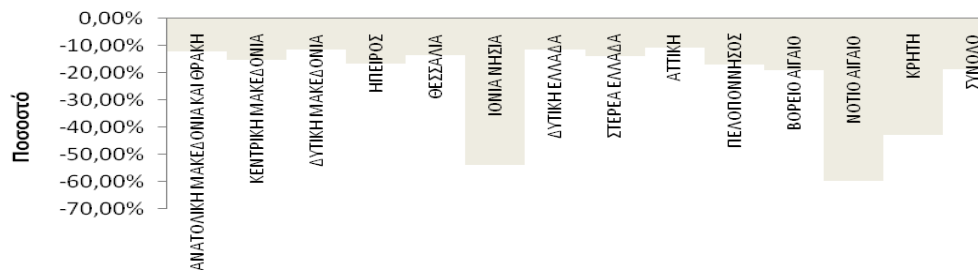 Ποσοστό
0,00%
-10,00%
-20,00%
-30,00%
-40,00%
-50,00%
-60,00%
-70,00%
ΑΝΑΤΟΛΙΚΗ ΜΑΚΕΔΟΝΙΑ ΚΑΙ ΘΡΑΚΗ
ΚΕΝΤΡΙΚΗ ΜΑΚΕΔΟΝΙΑ
ΔΥΤΙΚΗ ΜΑΚΕΔΟΝΙΑ
ΗΠΕΙΡΟΣ
ΘΕΣΣΑΛΙΑ
ΙΟΝΙΑ ΝΗΣΙΑ
ΔΥΤΙΚΗ ΕΛΛΑΔΑ
ΣΤΕΡΕΑ ΕΛΛΑΔΑ
ΑΤΤΙΚΗ
ΠΕΛΟΠΟΝΝΗΣΟΣ
ΒΟΡΕΙΟ ΑΙΓΑΙΟ
ΝΟΤΙΟ ΑΙΓΑΙΟ
ΚΡΗΤΗ
ΣΥΝΟΛΟ